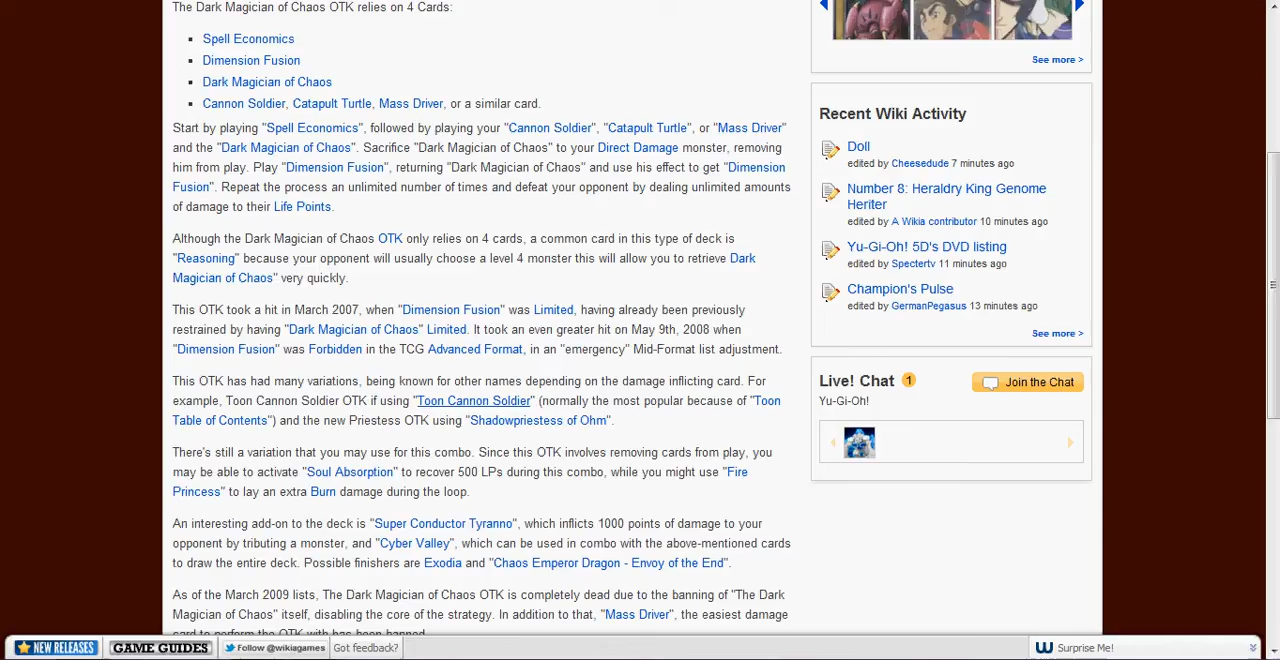 The Dark Magician of Chaos OTK relies on 4 Cards:
Spell Economics
Dimension Fusion
Dark Magician of Chaos
Cannon Soldier, Catapult Turtle, Mass Driver, or a similar card.
Start by playing "Spell Economics", followed by playing your "Cannon Soldier", "Catapult Turtle", or "Mass Driver"
and the "Dark Magician of Chaos". Sacrifice "Dark Magician of Chaos" to your Direct Damage monster, removing
him from play. Play "Dimension Fusion", returning "Dark Magician of Chaos" and use his effect to get "Dimension
Fusion". Repeat the process an unlimited number of times and defeat your opponent by dealing unlimited amounts
of damage to their Life Points.
Although the Dark Magician of Chaos OTK only relies on 4 cards, a common card in this type of deck is
"Reasoning" because your opponent will usually choose a level 4 monster this will allow you to retrieve Dark
Magician of Chaos" very quickly.
This OTK took a hit in March 2007, when "Dimension Fusion" was Limited, having already been previously
restrained by having "Dark Magician of Chaos" Limited. It took an even greater hit on May 9th, 2008 when
"Dimension Fusion" was Forbidden in the TCG Advanced Format, in an "emergency" Mid-Format list adjustment.
This OTK has had many variations, being known for other names depending on the damage inflicting card. For
example, Toon Cannon Soldier OTK if using "Toon Cannon Soldier" (normally the most popular because of "Toon
Table of Contents") and the new Priestess OTK using "Shadowpriestess of Ohm".
There's still a variation that you may use for this combo. Since this OTK involves removing cards from play, you
may be able to activate "Soul Absorption" to recover 500 LPs during this combo, while you might use "Fire
Princess" to lay an extra Burn damage during the loop.
An interesting add-on to the deck is "Super Conductor Tyranno", which inflicts 1000 points of damage to your
opponent by tributing a monster, and "Cyber Valley", which can be used in combo with the above-mentioned cards
to draw the entire deck. Possible finishers are Exodia and "Chaos Emperor Dragon - Envoy of the End".
As of the March 2009 lists, The Dark Magician of Chaos OTK is completely dead due to the banning of "The Dark
Magician of Chaos" itself, disabling the core of the strategy. In addition to that, "Mass Driver", the easiest damage
card to perform the OTK with has been banned.
See more >
Recent Wiki Activity
Doll
edited by Cheesedude 7 minutes ago
Number 8: Heraldry King Genome
Heriter
edited by A Wikia contributor 10 minutes ago
Yu-Gi-Oh! 5D's DVD listing
edited by Spectertv 11 minutes ago
Champion's Pulse
edited by GermanPegasus 13 minutes ago
See more >
Live! Chat 1
Join the Chat
Yu-Gi-Oh!
NEW RELEASES
GAME GUIDES
Follow @wikiagames
Got feedback?
W Surprise Me!